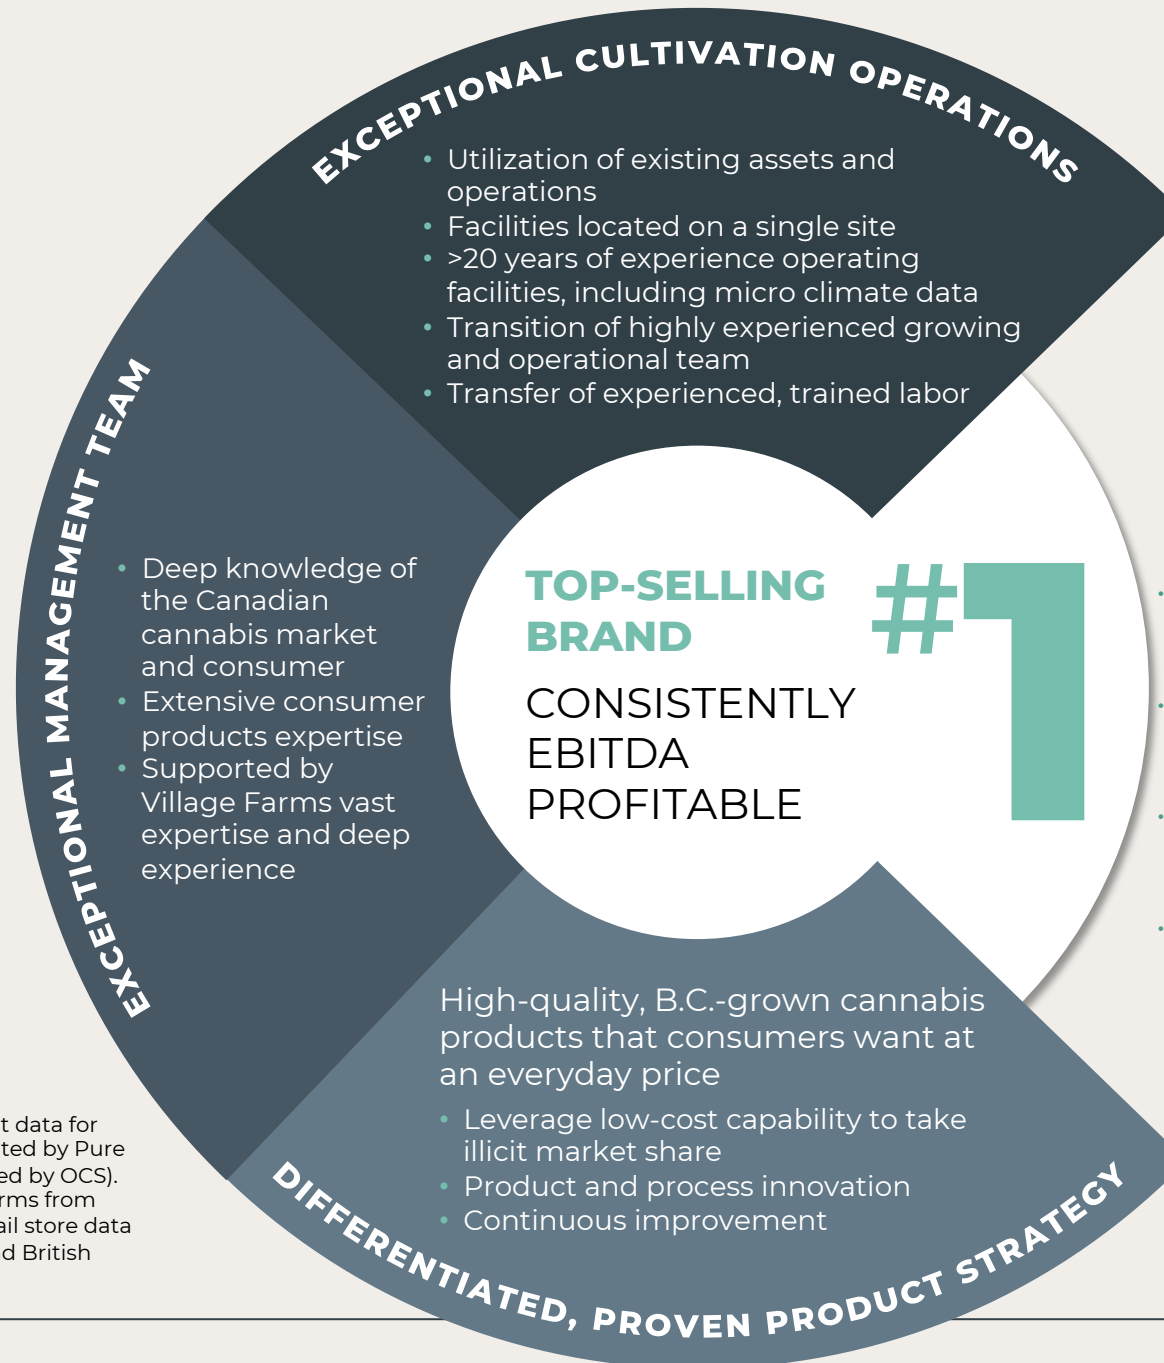 EXCEPTIONAL CULTIVATION OPERATIONS
• Utilization of existing assets and
operations
• Facilities located on a single site
• >20 years of experience operating
facilities, including micro climate data
• Transition of highly experienced growing
and operational team
• Transfer of experienced, trained labor
EXCEPTIONAL MANAGEMENT TEAM
• Deep knowledge of
the Canadian
cannabis market
and consumer
• Extensive consumer
products expertise
• Supported by
Village Farms vast
expertise and deep
experience
TOP-SELLING
BRAND
#1
CONSISTENTLY
EBITDA
PROFITABLE
High-quality, B.C.-grown cannabis
products that consumers want at
an everyday price
• Leverage low-cost capability to take
illicit market share
• Product and process innovation
• Continuous improvement
DIFFERENTIATED, PROVEN PRODUCT STRATEGY
t data for
ted by Pure
ed by OCS).
rms from
ail store data
d British